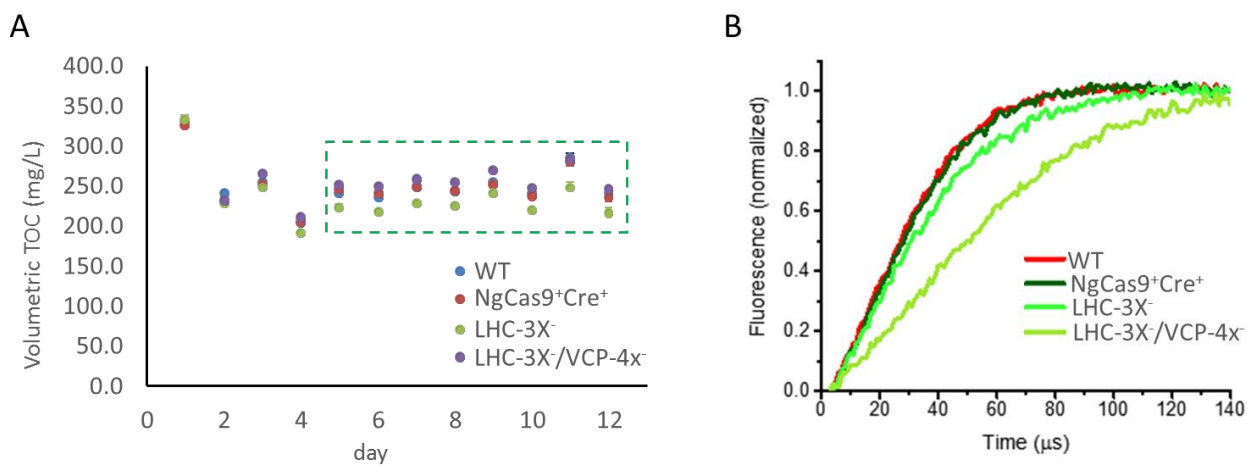 A
Volumetric TOC (mg/L)
400.0
350.0
300.0
250.0
200.0
150.0
100.0
50.0
0.0
0
2
4
6
8
10
12
day
WT
NgCas9⁺Cre⁺
LHC-3X⁻
LHC-3X⁻/VCP-4x⁻
B
Fluorescence (normalized)
1.0
0.8
0.6
0.4
0.2
0.0
0
20
40
60
80
100
120
140
Time (µs)
WT
NgCas9⁺Cre⁺
LHC-3X⁻
LHC-3X⁻/VCP-4x⁻